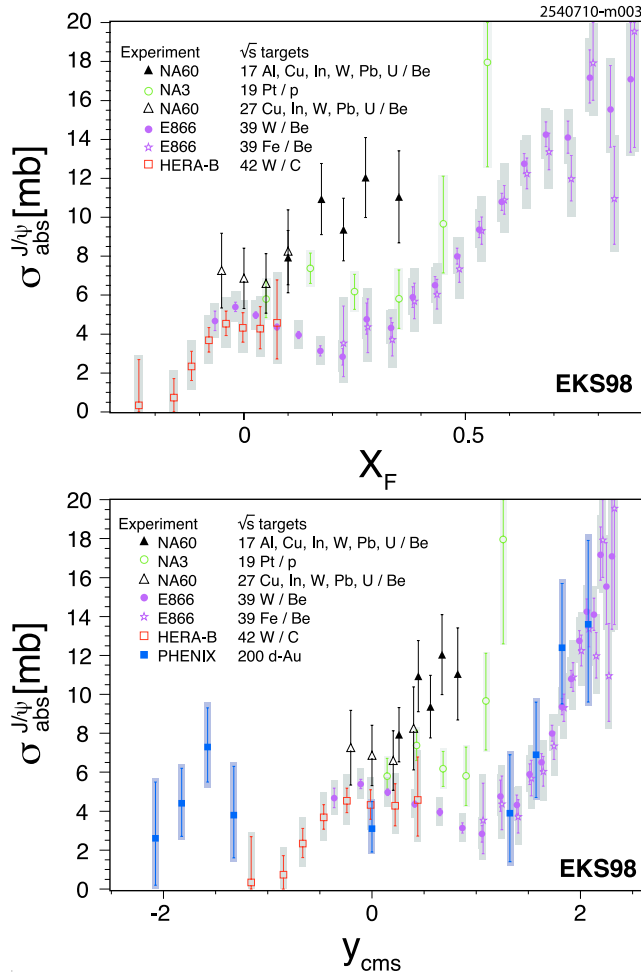 2540710-m003
Experiment √s targets
NA60 17 Al, Cu, In, W, Pb, U / Be
NA3 19 Pt / p
NA60 27 Cu, In, W, Pb, U / Be
E866 39 W / Be
E866 39 Fe / Be
HERA-B 42 W / C
20
18
16
14
12
10
8
6
4
2
0
σ abs J/ψ [mb]
EKS98
0 0.5
X F
Experiment √s targets
NA60 17 Al, Cu, In, W, Pb, U / Be
NA3 19 Pt / p
NA60 27 Cu, In, W, Pb, U / Be
E866 39 W / Be
E866 39 Fe / Be
HERA-B 42 W / C
PHENIX 200 d-Au
20
18
16
14
12
10
8
6
4
2
0
σ abs J/ψ [mb]
EKS98
-2 0 2
y cms